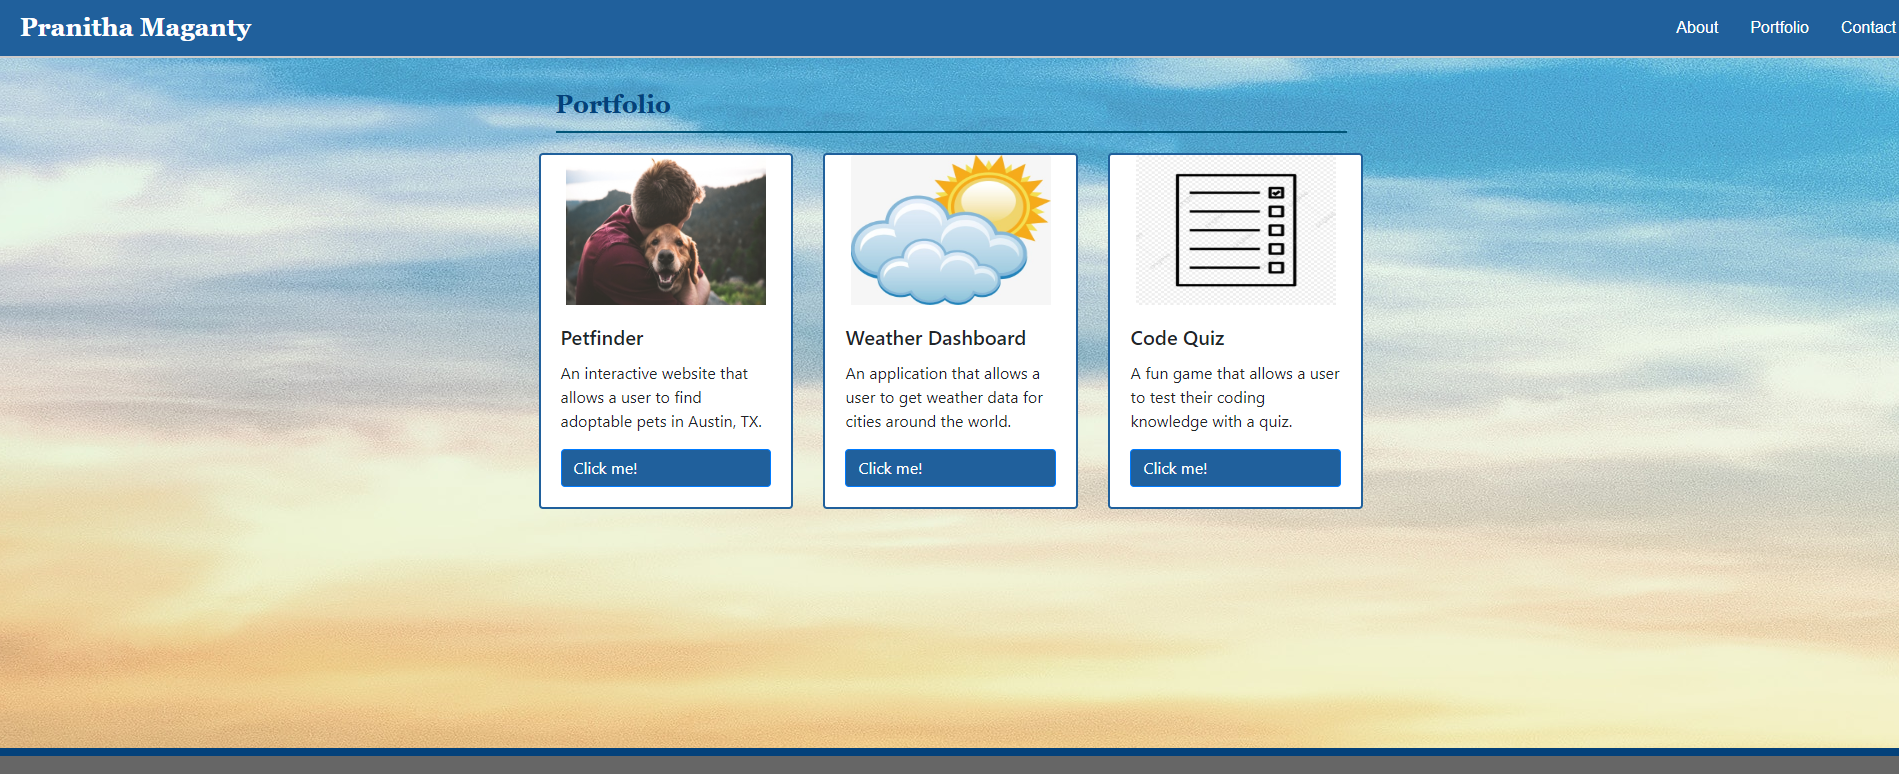 Pranitha Maganty
About Portfolio Contact
Portfolio
Petfinder
An interactive website that
allows a user to find
adoptable pets in Austin, TX.
Click me!
Weather Dashboard
An application that allows a
user to get weather data for
cities around the world.
Click me!
Code Quiz
A fun game that allows a user
to test their coding
knowledge with a quiz.
Click me!